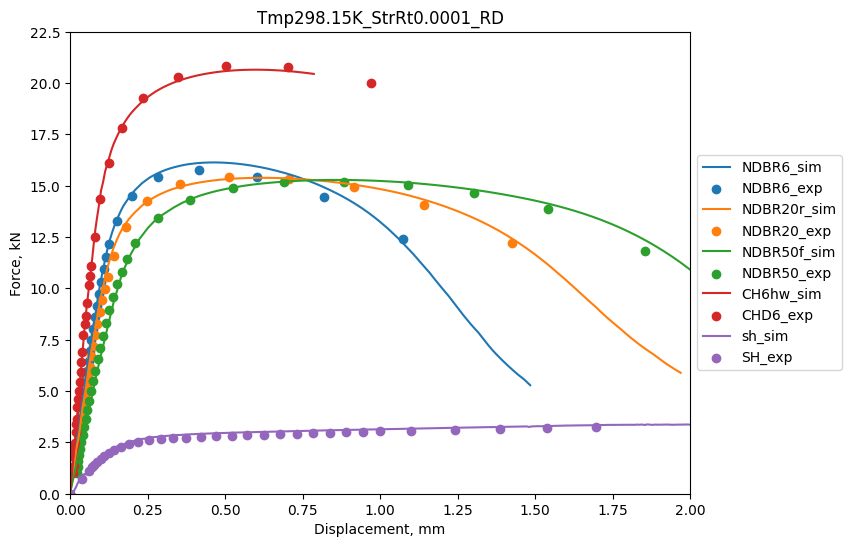 Tmp298.15K_StrRt0.0001_RD
22.5
20.0
17.5
15.0
12.5
10.0
7.5
5.0
2.5
0.0
Force, kN
0.00
0.25
0.50
0.75
1.00
1.25
1.50
1.75
2.00
Displacement, mm
NDBR6_sim
NDBR6_exp
NDBR20r_sim
NDBR20_exp
NDBR50f_sim
NDBR50_exp
CH6hw_sim
CHD6_exp
sh_sim
SH_exp